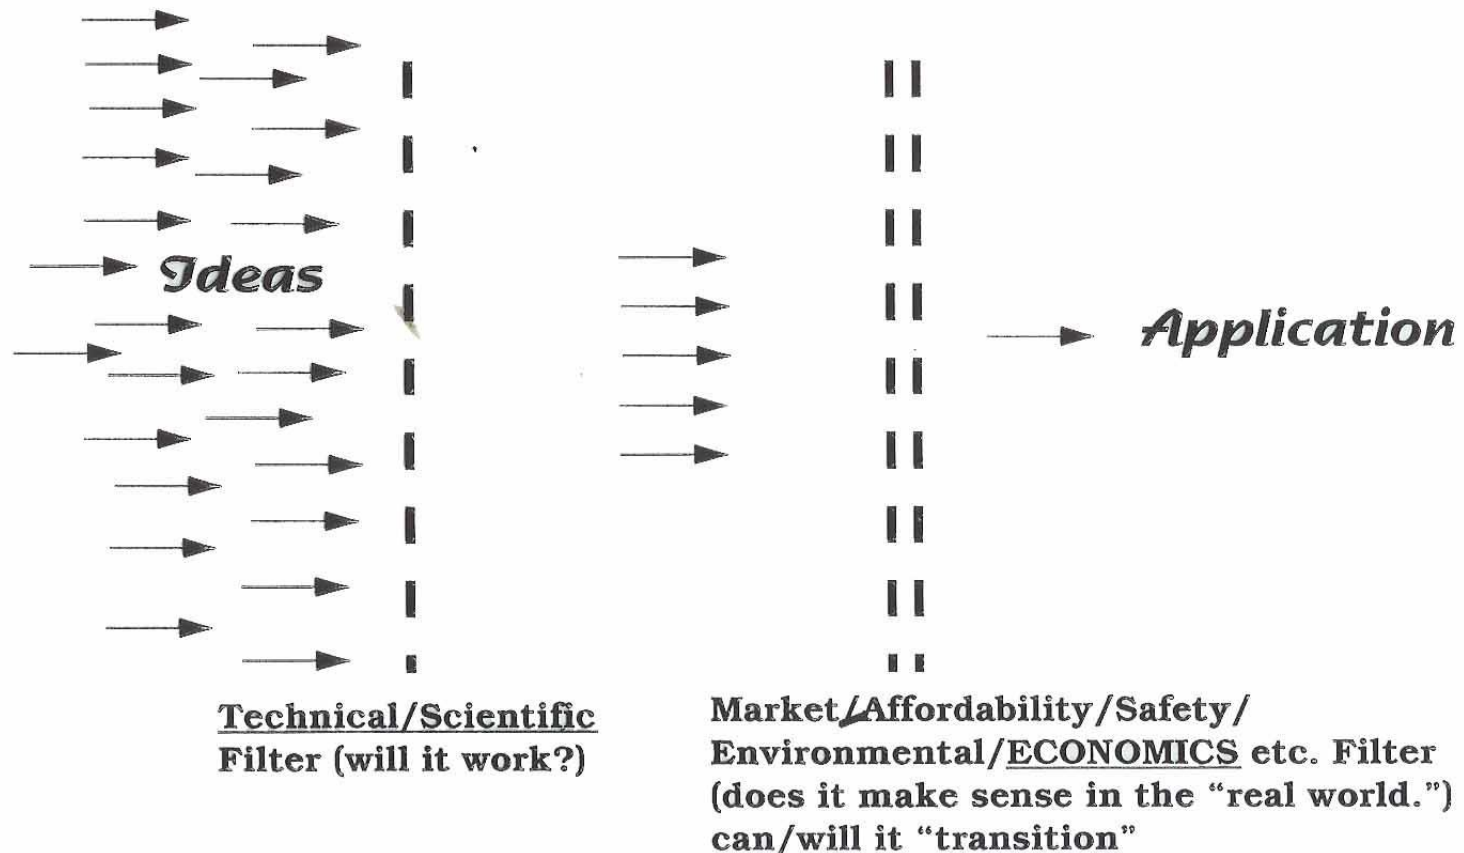 Ideas
Application
Technical/Scientific
Filter (will it work?)
Market/Affordability/Safety/
Environmental/ECONOMICS etc. Filter
(does it make sense in the “real world.”)
can/will it “transition”